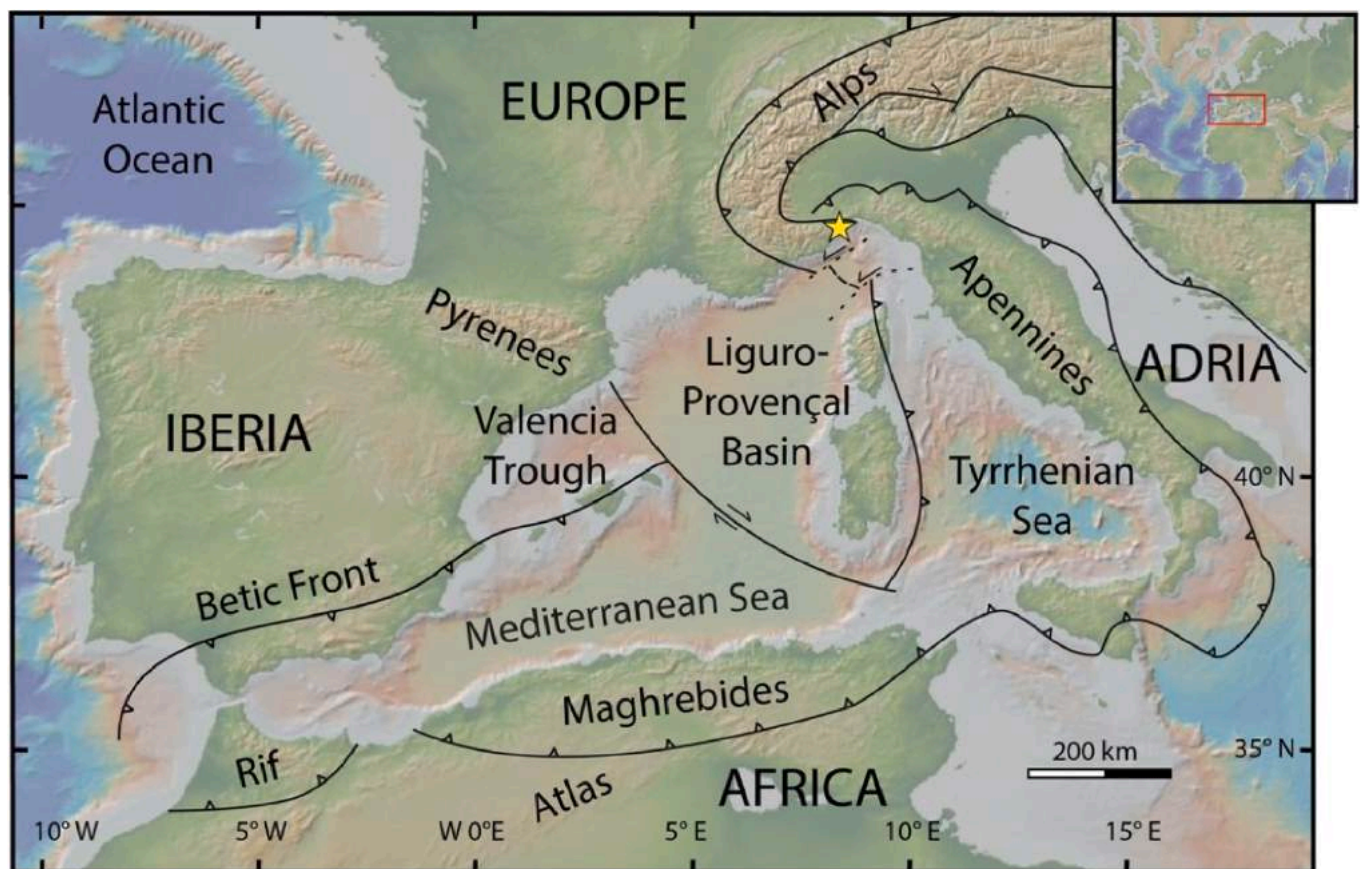 Atlantic
Ocean
EUROPE
Alps
Pyrenees
Apennines
Liguro-
Provençal
Basin
ADRIA
IBERIA
Valencia
Trough
Tyrrhenian
Sea
40° N
Betic Front
Mediterranean Sea
Maghrebides
200 km
35° N
Rif
Atlas
AFRICA
10° W
5° W
W 0° E
5° E
10° E
15° E